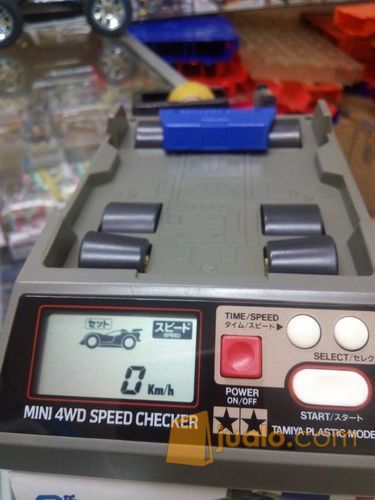 TIME/SPEED
タイム/スピード▶
SELECT/セレク
セット
スピード
SPEED
0 Km/h
POWER
ON/OFF
START/スタート
MINI 4WD SPEED CHECKER
TAMIYA PLASTIC MODE
jualo.com